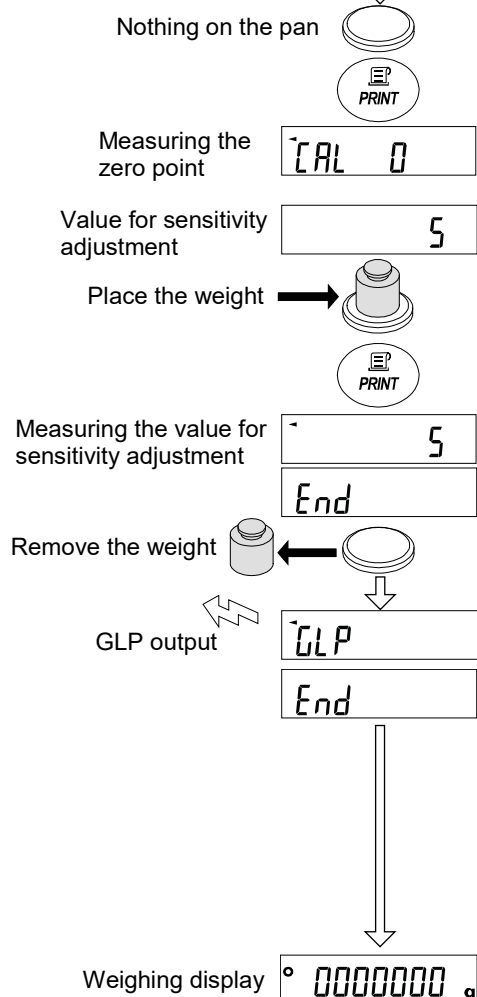 Nothing on the pan
PRINT
Measuring the
zero point
CAL 0
Value for sensitivity
adjustment
5
Place the weight
PRINT
Measuring the value for
sensitivity adjustment
5
End
Remove the weight
GLP output
GLP
End
Weighing display
0000000 g